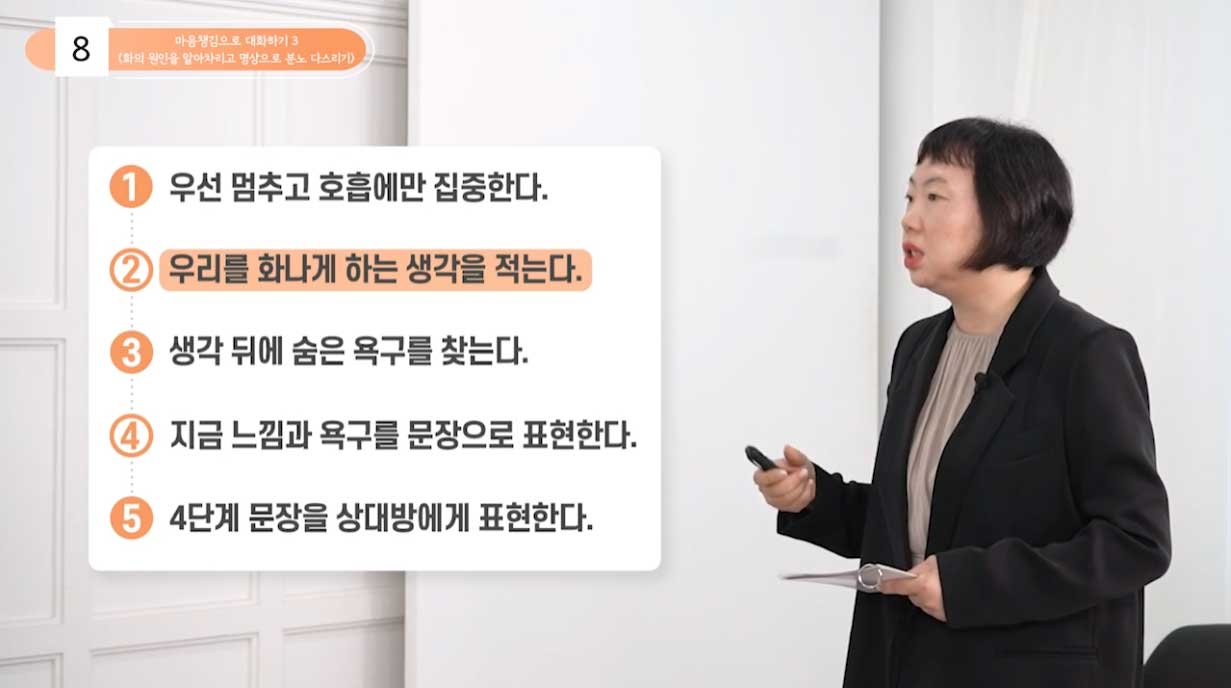 8
마음챙김으로 대화하기 3
(화의 원인을 알아차리고 명상으로 분노 다스리기)
1 우선 멈추고 호흡에만 집중한다.
2 우리를 화나게 하는 생각을 적는다.
3 생각 뒤에 숨은 욕구를 찾는다.
4 지금 느낌과 욕구를 문장으로 표현한다.
5 4단계 문장을 상대방에게 표현한다.